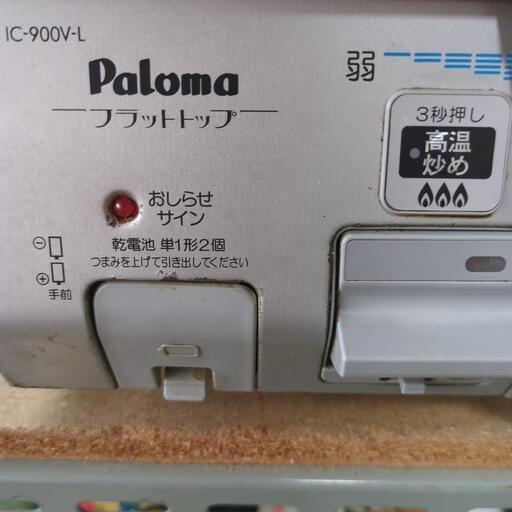 IC-900V-L
Paloma
フラットトップ
弱
3秒押し
高温
炒め
おしらせ
サイン
乾電池 単1形2個
つまみを上げて引き出してください
⊖
⊕
手前